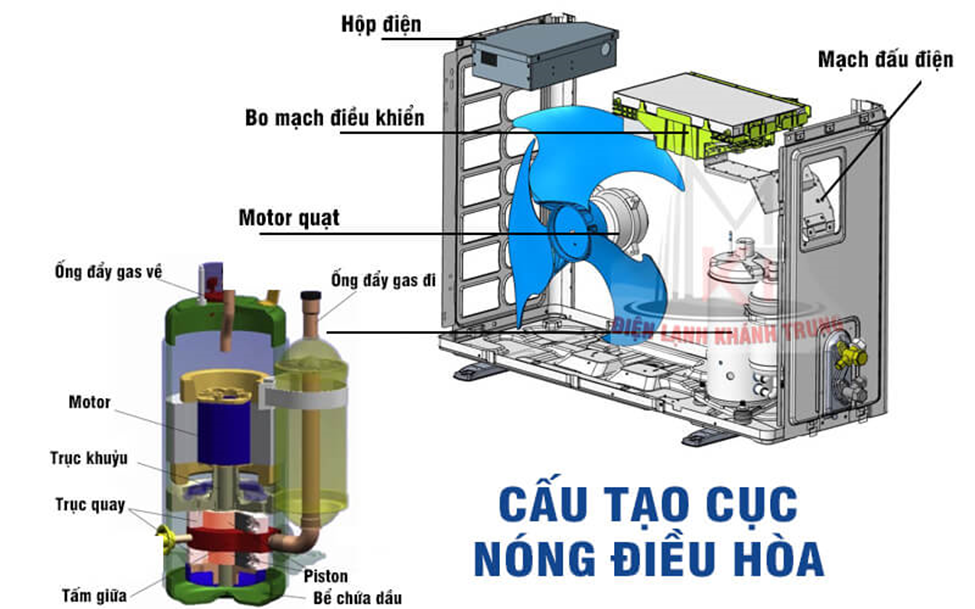 Hộp điện
Mạch đấu điện
Bo mạch điều khiển
Motor quạt
Ống đẩy gas về
Ống đẩy gas đi
KT
ĐIỆN LẠNH KHÁNH TRUNG
Motor
Trục khuỷu
Trục quay
Tấm giữa
Piston
Bể chứa dầu
CẤU TẠO CỤC
NÓNG ĐIỀU HÒA